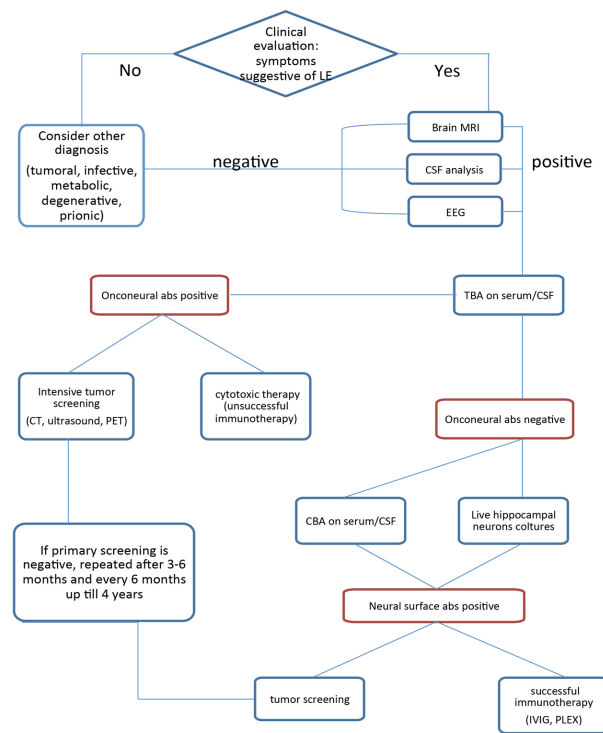 Clinical
evaluation:
symptoms
suggestive of LE
No
Yes
Consider other
diagnosis
(tumoral, infective,
metabolic,
degenerative,
prionic)
negative
Brain MRI
CSF analysis
EEG
positive
Onconeural abs positive
TBA on serum/CSF
Intensive tumor
screening
(CT, ultrasound, PET)
cytotoxic therapy
(unsuccessful
immunotherapy)
Onconeural abs negative
CBA on serum/CSF
Live hippocampal
neurons coltures
If primary screening is
negative, repeated after 3-6
months and every 6 months
up till 4 years
Neural surface abs positive
tumor screening
successful
immunotherapy
(IVIG, PLEX)